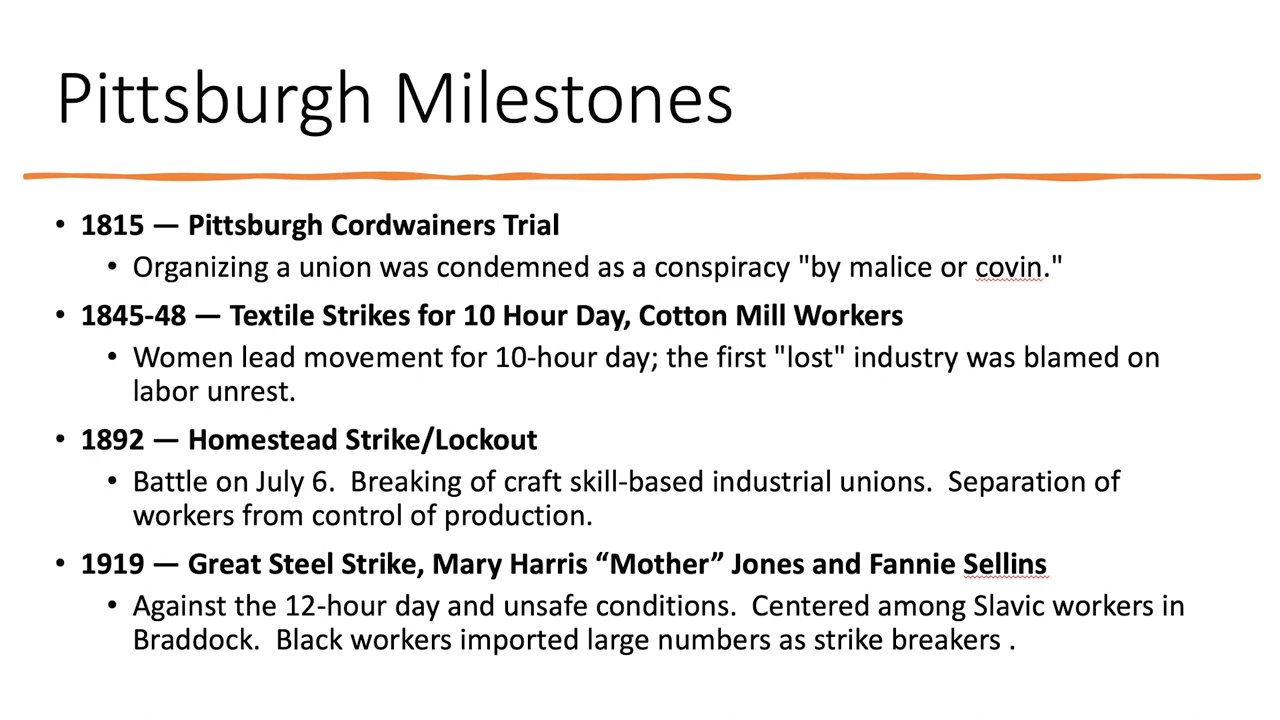 Pittsburgh Milestones
• 1815 — Pittsburgh Cordwainers Trial
• Organizing a union was condemned as a conspiracy "by malice or covin."
• 1845-48 — Textile Strikes for 10 Hour Day, Cotton Mill Workers
• Women lead movement for 10-hour day; the first "lost" industry was blamed on
labor unrest.
• 1892 — Homestead Strike/Lockout
• Battle on July 6.  Breaking of craft skill-based industrial unions.  Separation of
workers from control of production.
• 1919 — Great Steel Strike, Mary Harris “Mother” Jones and Fannie Sellins
• Against the 12-hour day and unsafe conditions.  Centered among Slavic workers in
Braddock.  Black workers imported large numbers as strike breakers .